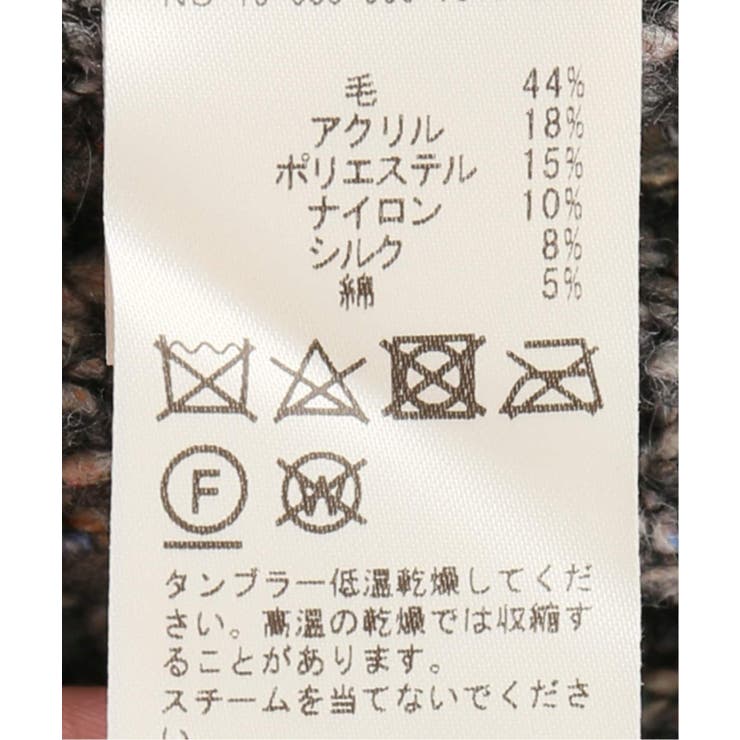 毛 44%
アクリル 18%
ポリエステル 15%
ナイロン 10%
シルク 8%
綿 5%
F
W
タンブラー低温乾燥してくだ
さい。高温の乾燥では収縮す
ることがあります。
スチームを当てないでくださ
い